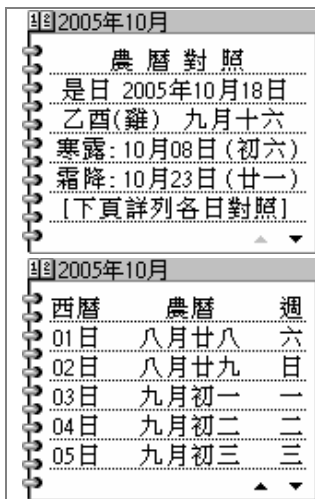 2005年10月
農曆對照
是日 2005年10月18日
乙酉(雞) 九月十六
寒露:10月08日(初六)
霜降:10月23日(廿一)
[下頁詳列各日對照]
2005年10月
西曆 農曆 週
01日 八月廿八 六
02日 八月廿九 日
03日 九月初一 一
04日 九月初二 二
05日 九月初三 三